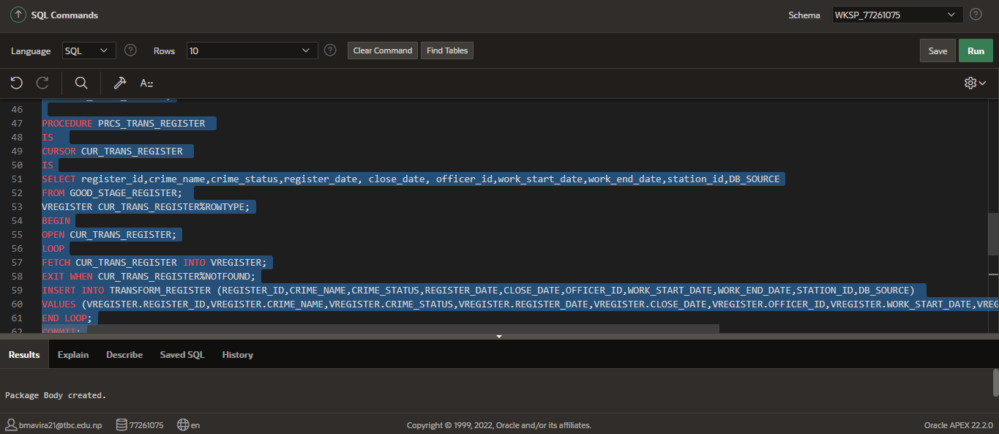 SQL Commands
Schema WKSP_77261075
Language SQL Rows 10 Clear Command Find Tables Save Run
46
47 PROCEDURE PRCS_TRANS_REGISTER
48 IS
49 CURSOR CUR_TRANS_REGISTER
50 IS
51 SELECT register_id,crime_name,crime_status,register_date, close_date, officer_id,work_start_date,work_end_date,station_id,DB_SOURCE
52 FROM GOOD_STAGE_REGISTER;
53 VREGISTER CUR_TRANS_REGISTER%ROWTYPE;
54 BEGIN
55 OPEN CUR_TRANS_REGISTER;
56 LOOP
57 FETCH CUR_TRANS_REGISTER INTO VREGISTER;
58 EXIT WHEN CUR_TRANS_REGISTER%NOTFOUND;
59 INSERT INTO TRANSFORM_REGISTER (REGISTER_ID,CRIME_NAME,CRIME_STATUS,REGISTER_DATE,CLOSE_DATE,OFFICER_ID,WORK_START_DATE,WORK_END_DATE,STATION_ID,DB_SOURCE)
60 VALUES (VREGISTER.REGISTER_ID,VREGISTER.CRIME_NAME,VREGISTER.CRIME_STATUS,VREGISTER.REGISTER_DATE,VREGISTER.CLOSE_DATE,VREGISTER.OFFICER_ID,VREGISTER.WORK_START_DATE,VREG
61 END LOOP;
62 COMMIT;
Results Explain Describe Saved SQL History
Package Body created.
bmavira21@tbc.edu.np 77261075 en Copyright © 1999, 2022, Oracle and/or its affiliates. Oracle APEX 22.2.0